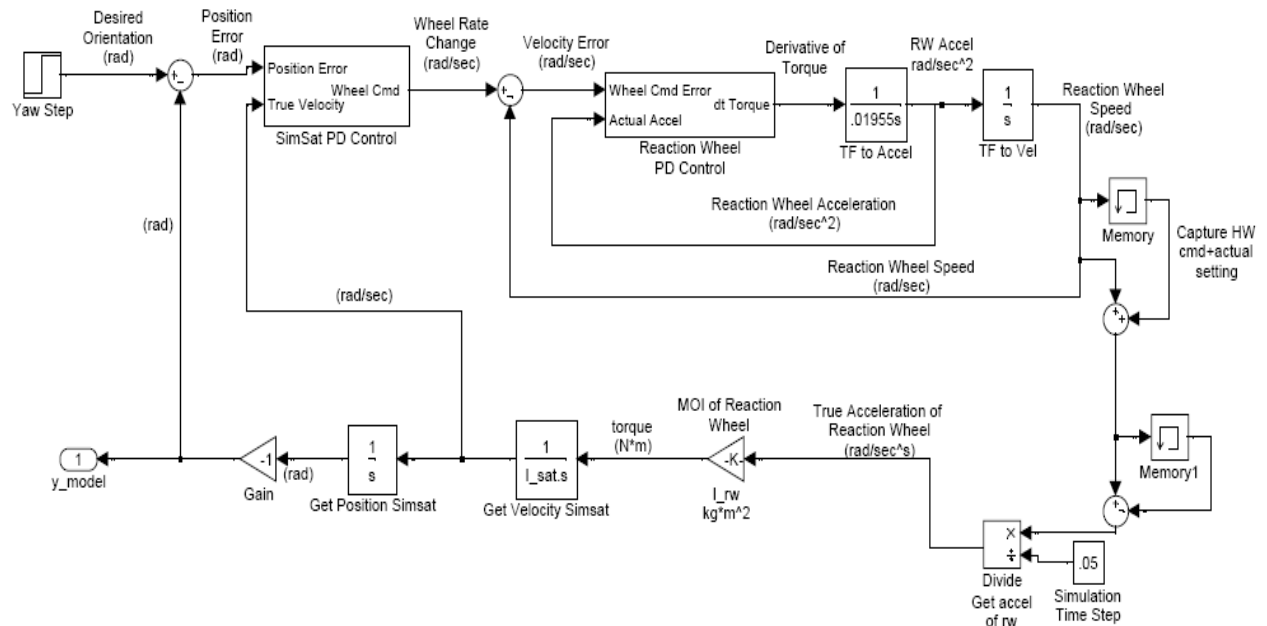 Desired
Orientation
(rad)
Position
Error
(rad)
Wheel Rate
Change
(rad/sec)
Velocity Error
(rad/sec)
Derivative of
Torque
RW Accel
rad/sec^2
Reaction Wheel
Speed
(rad/sec)
Yaw Step
+
-
Position Error
Wheel Cmd
True Velocity
SimSat PD Control
+
-
Wheel Cmd Error
dt Torque
Actual Accel
Reaction Wheel
PD Control
1
.01955s
TF to Accel
1
s
TF to Vel
Reaction Wheel Acceleration
(rad/sec^2)
Memory
Capture HW
cmd+actual
setting
(rad)
Reaction Wheel Speed
(rad/sec)
(rad/sec)
+
+
MOI of Reaction
Wheel
True Acceleration of
Reaction Wheel
(rad/sec^s)
torque
(N*m)
Memory1
1
y_model
-1
Gain
(rad)
1
s
Get Position Simsat
1
I_sat.s
Get Velocity Simsat
-K-
I_rw
kg*m^2
+
-
×
÷
Divide
Get accel
of rw
.05
Simulation
Time Step